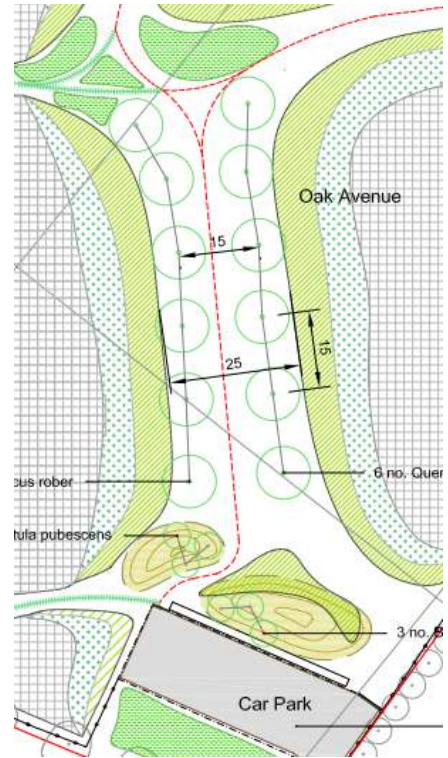 Oak Avenue
15
15
25
cus rober
6 no. Quer
tula pubescens
3 no.
Car Park